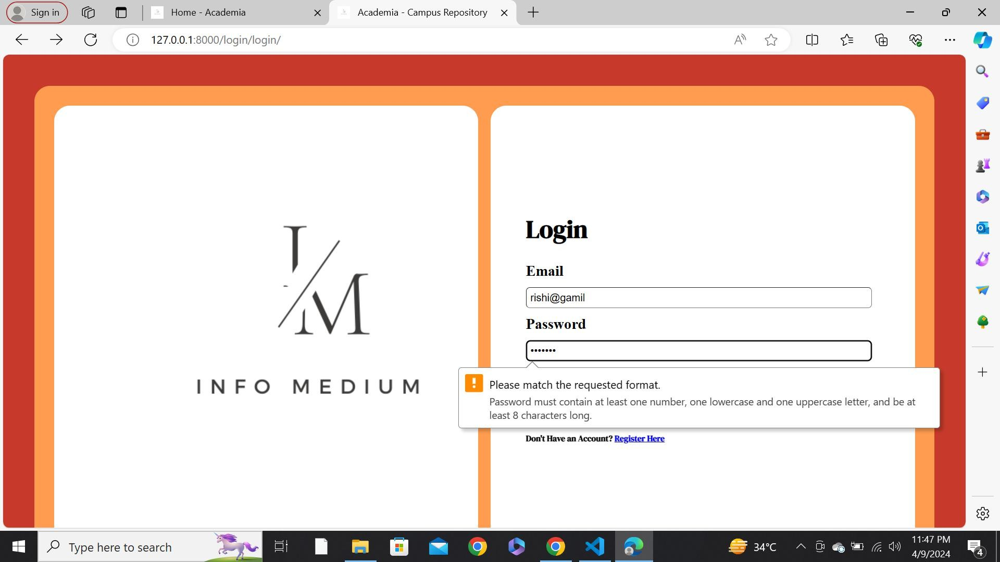 Sign in
Home - Academia
Academia - Campus Repository
127.0.0.1:8000/login/login/
I M
INFO MEDIUM
Login
Email
rishi@gamil
Password
•••••••
Please match the requested format.
Password must contain at least one number, one lowercase and one uppercase letter, and be at
least 8 characters long.
Don't Have an Account? Register Here
Type here to search
34°C
11:47 PM
4/9/2024
4